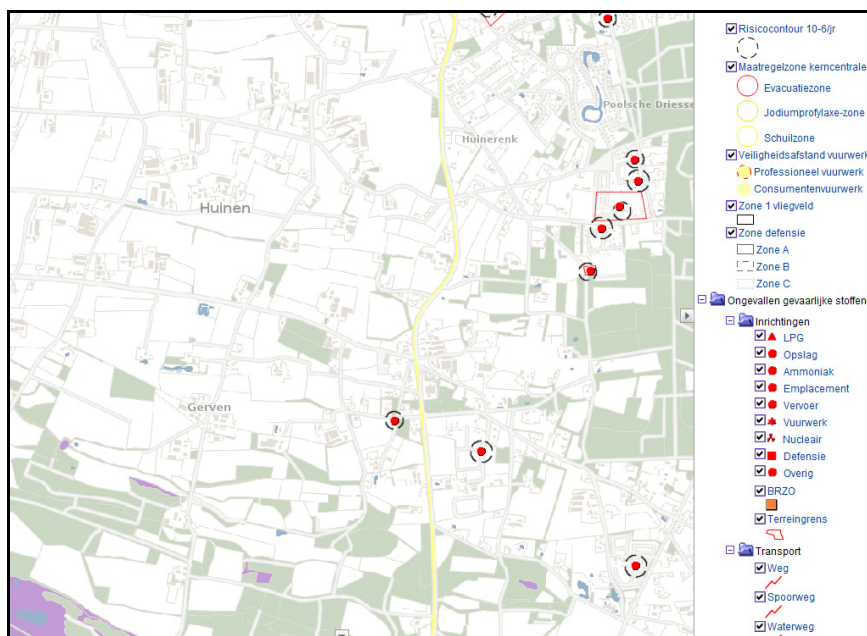 Poolsche Driesse
Huinerenk
Huinen
Gerven
Risicocontour 10-6/jr
Maatregelzone kerncentrale
Evacuatiezone
Jodiumprofylaxe-zone
Schuilzone
Veiligheidsafstand vuurwerk
Professioneel vuurwerk
Consumentenvuurwerk
Zone 1 vliegveld
Zone defensie
Zone A
Zone B
Zone C
Ongevallen gevaarlijke stoffen
Inrichtingen
LPG
Opslag
Ammoniak
Emplacement
Vervoer
Vuurwerk
Nucleair
Defensie
Overig
BRZO
Terreingrens
Transport
Weg
Spoorweg
Waterweg